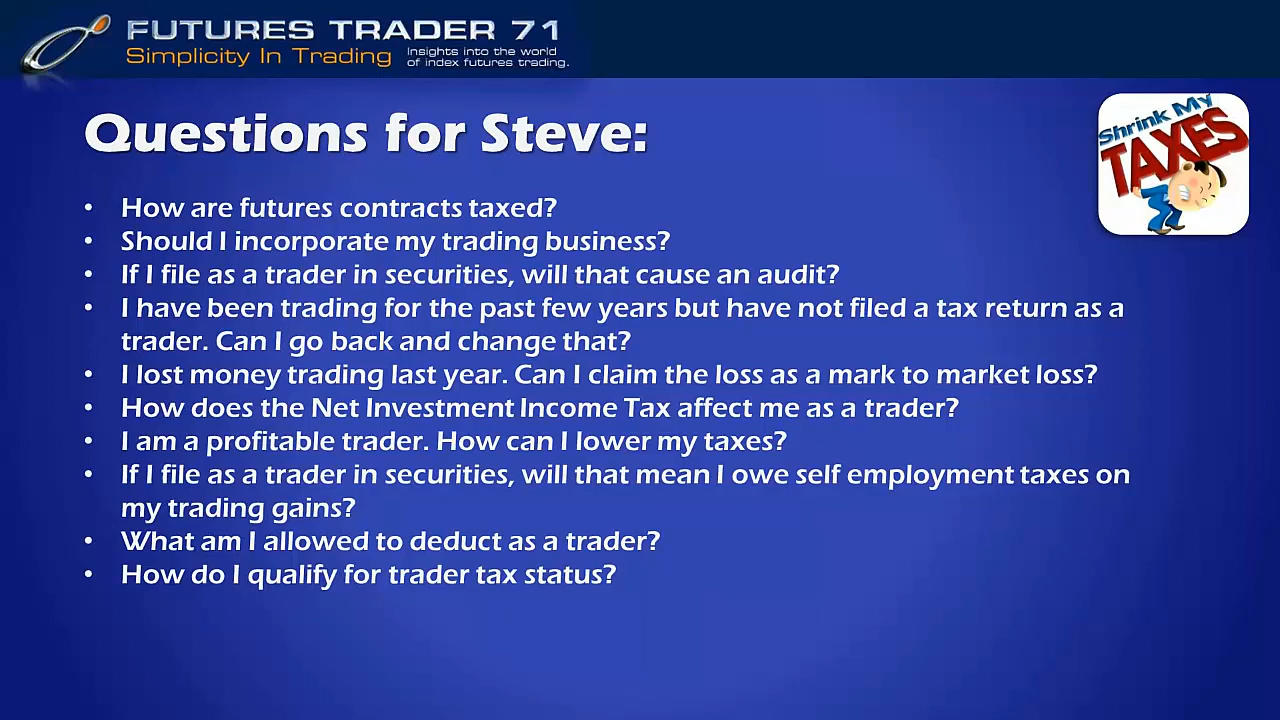 FUTURES TRADER 71
Simplicity In Trading
Insights into the world
of index futures trading.
Shrink My
TAXES
Questions for Steve:
• How are futures contracts taxed?
• Should I incorporate my trading business?
• If I file as a trader in securities, will that cause an audit?
• I have been trading for the past few years but have not filed a tax return as a
trader. Can I go back and change that?
• I lost money trading last year. Can I claim the loss as a mark to market loss?
• How does the Net Investment Income Tax affect me as a trader?
• I am a profitable trader. How can I lower my taxes?
• If I file as a trader in securities, will that mean I owe self employment taxes on
my trading gains?
• What am I allowed to deduct as a trader?
• How do I qualify for trader tax status?